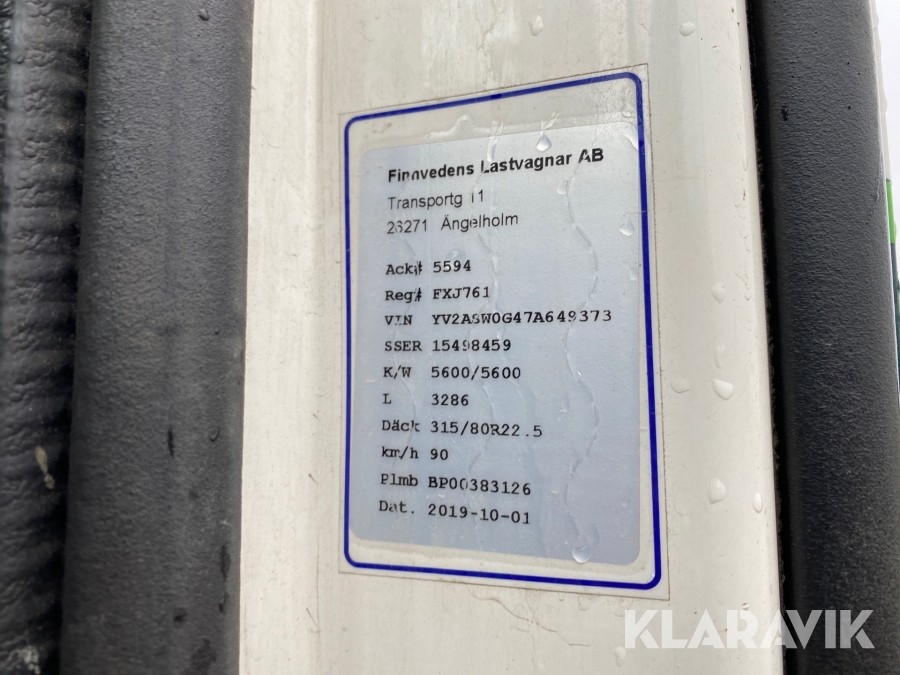 Finnvedens Lastvagnar AB
Transportg 11
26271 Ängelholm
Ack# 5594
Reg# FXJ761
VIN YV2ASW0G47A649373
SSER 15498459
K/W 5600/5600
L 3286
Däck 315/80R22.5
km/h 90
Plmb BP00383126
Dat. 2019-10-01
KLARAVIK